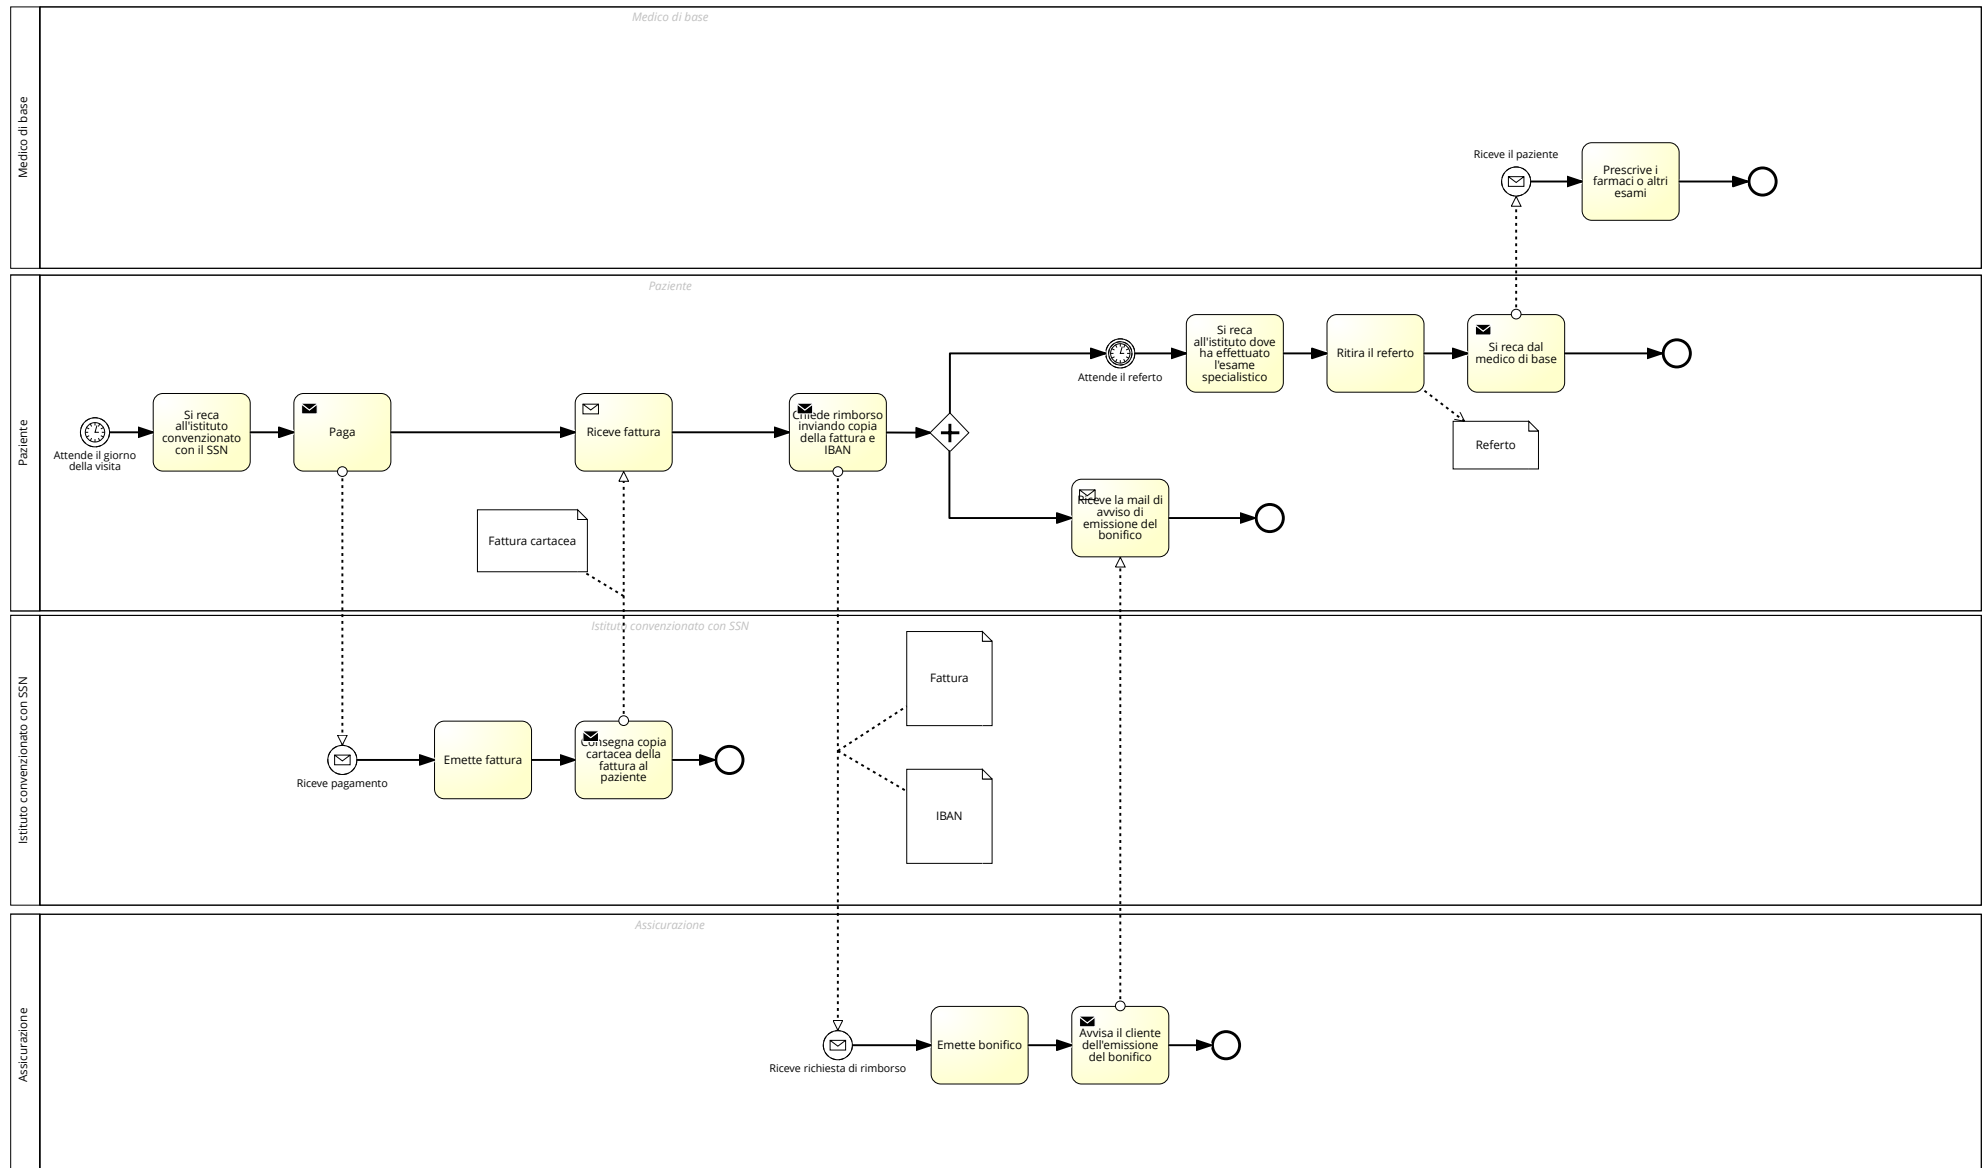 Medico di base
Medico di base
Riceve il paziente
Prescrive i
farmaci o altri
esami
Paziente
Paziente
Attende il giorno
della visita
Si reca
all'istituto
convenzionato
con il SSN
Paga
Riceve fattura
Chiede rimborso
inviando copia
della fattura e
IBAN
Attende il referto
Si reca
all'istituto dove
ha effettuato
l'esame
specialistico
Ritira il referto
Si reca dal
medico di base
Referto
Riceve la mail di
avviso di
emissione del
bonifico
Fattura cartacea
Istituto convenzionato con SSN
Istituto convenzionato con SSN
Riceve pagamento
Emette fattura
Consegna copia
cartacea della
fattura al
paziente
Fattura
IBAN
Assicurazione
Assicurazione
Riceve richiesta di rimborso
Emette bonifico
Avvisa il cliente
dell'emissione
del bonifico